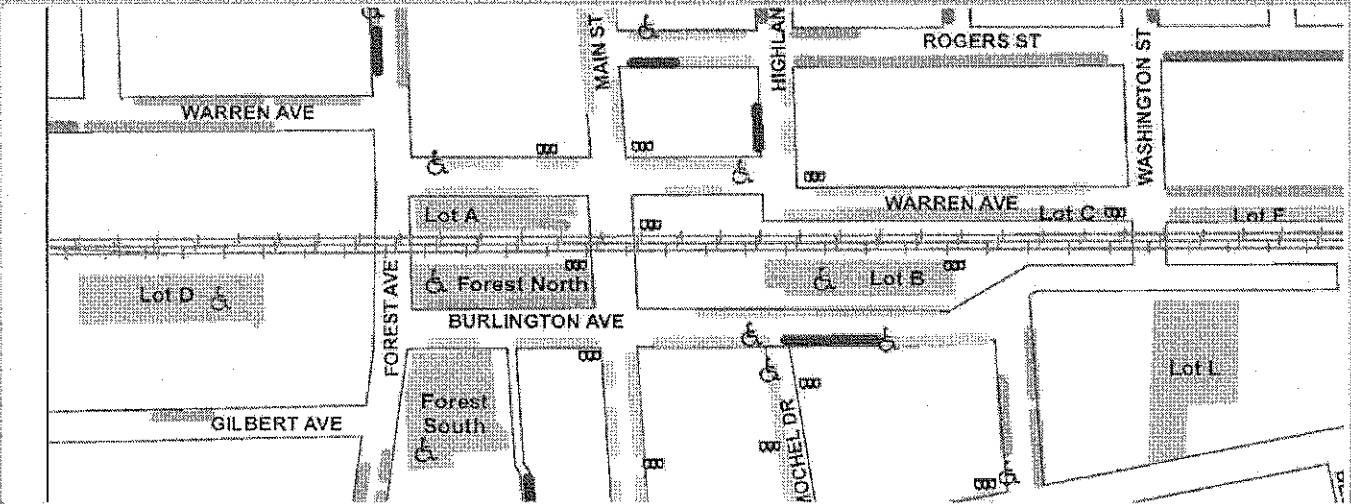 MAIN ST
HIGHLAN
ROGERS ST
WASHINGTON ST
WARREN AVE
WARREN AVE
Lot A
Lot C
Lot F
Lot D
FOREST AVE
Forest North
Lot B
BURLINGTON AVE
Lot L
Forest
South
GILBERT AVE
MOCHEL DR